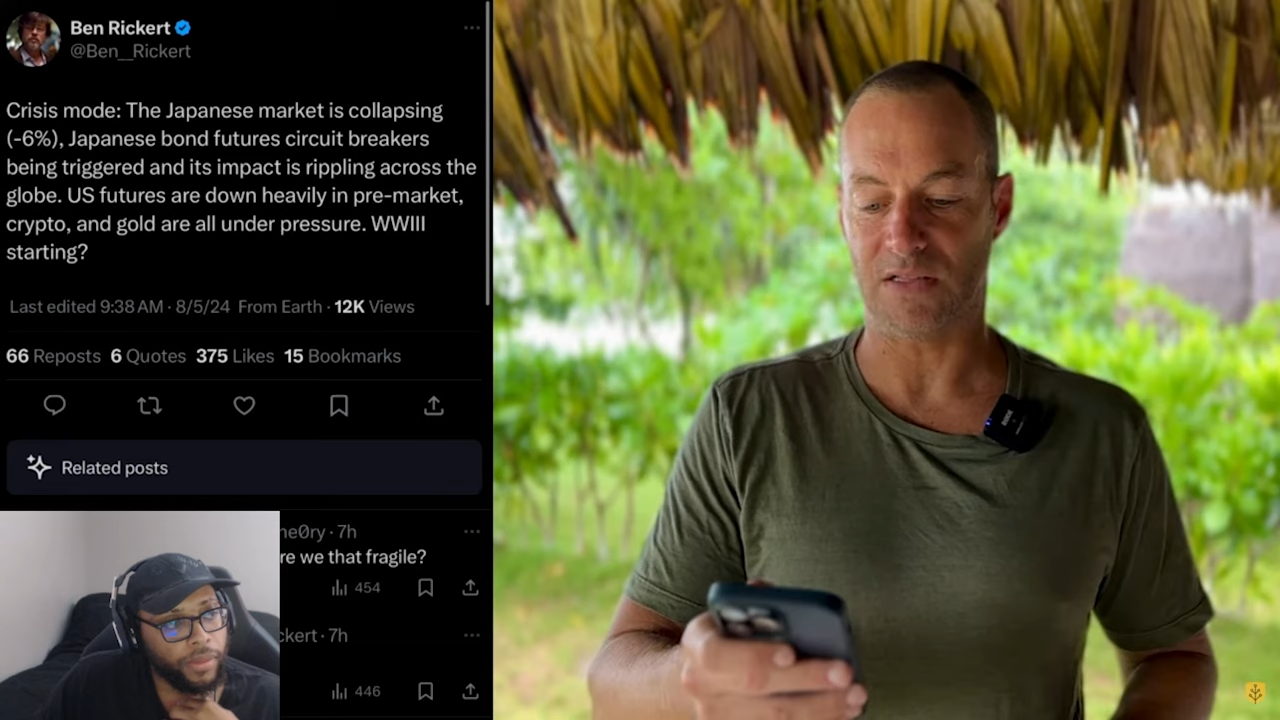 Ben Rickert
@Ben__Rickert
Crisis mode: The Japanese market is collapsing
(-6%), Japanese bond futures circuit breakers
being triggered and its impact is rippling across the
globe. US futures are down heavily in pre-market,
crypto, and gold are all under pressure. WWIII
starting?
Last edited 9:38 AM · 8/5/24 From Earth · 12K Views
66 Reposts 6 Quotes 375 Likes 15 Bookmarks
Related posts
ne0ry · 7h
re we that fragile?
454
ckert · 7h
446